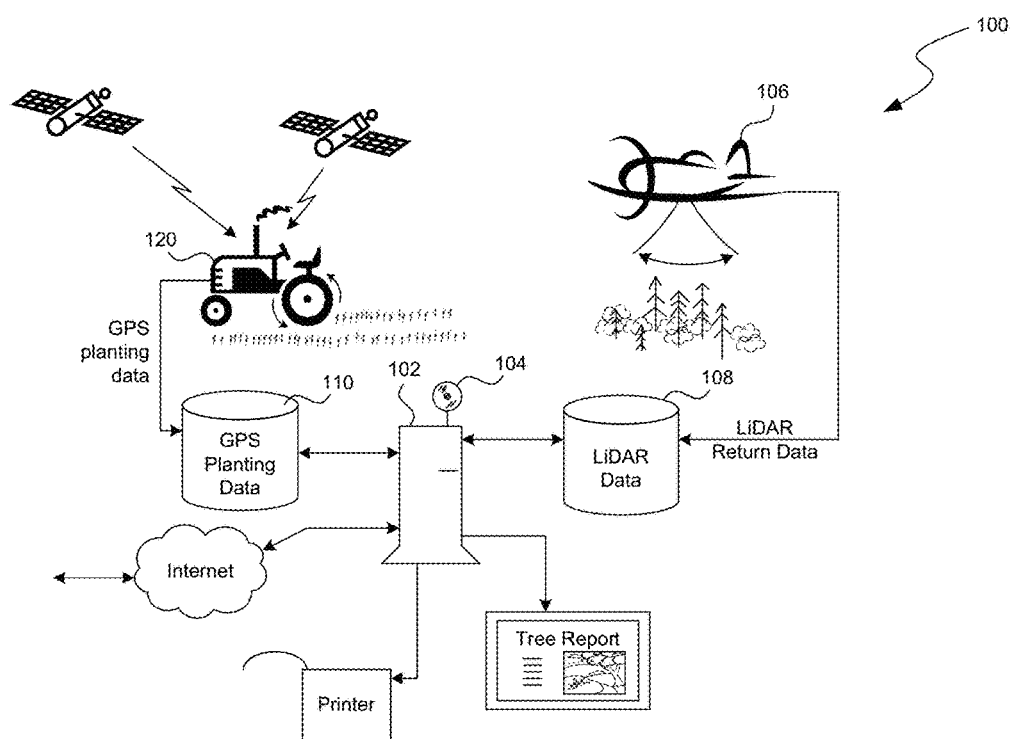 100
106
120
GPS
planting
data
102
104
110
108
GPS
Planting
Data
LiDAR
Data
LiDAR
Return Data
Internet
Tree Report
Printer